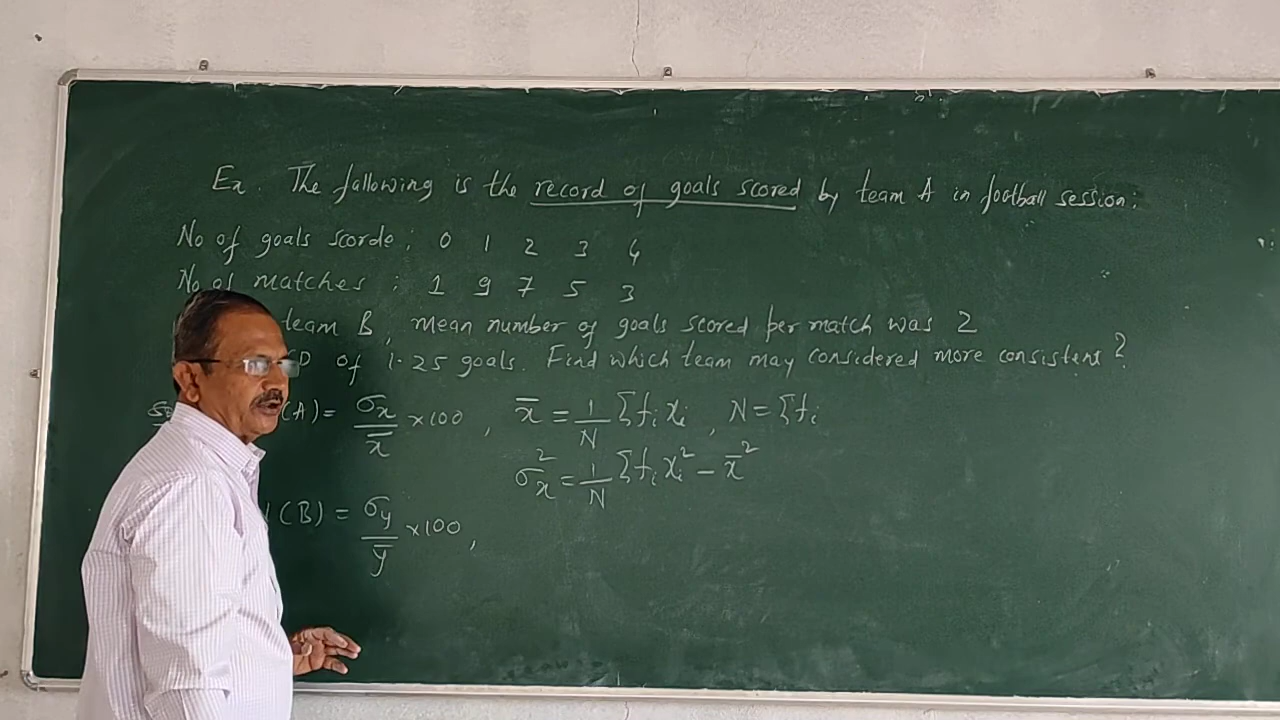 Ex. The following is the record of goals scored by team A in football session:
No of goals scorde : 0 1 2 3 4
No of matches : 1 9 7 5 3
team B, mean number of goals scored per match was 2
SD of 1.25 goals. Find which team may considered more consistent ?
(A) = σx/x̄ ×100 , x̄ = 1/N Σfixi , N = Σfi
σx² = 1/N Σfixi² − x̄²
(B) = σy/ȳ ×100 ,